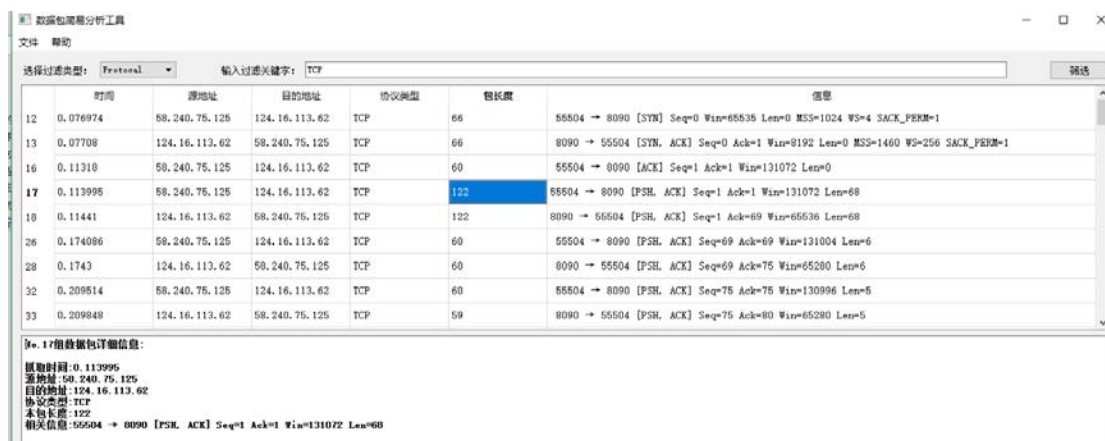 数据包简易分析工具
文件 帮助
选择过滤类型: Protocal 输入过滤关键字: TCP 筛选
时间 源地址 目的地址 协议类型 包长度 信息
12 0.076974 58.240.75.125 124.16.113.62 TCP 66 55504 → 8090 [SYN] Seq=0 Win=65535 Len=0 MSS=1024 WS=4 SACK_PERM=1
13 0.07708 124.16.113.62 58.240.75.125 TCP 66 8090 → 55504 [SYN, ACK] Seq=0 Ack=1 Win=8192 Len=0 MSS=1460 WS=256 SACK_PERM=1
16 0.11318 58.240.75.125 124.16.113.62 TCP 60 55504 → 8090 [ACK] Seq=1 Ack=1 Win=131072 Len=0
17 0.113995 58.240.75.125 124.16.113.62 TCP 122 55504 → 8090 [PSH, ACK] Seq=1 Ack=1 Win=131072 Len=68
18 0.11441 124.16.113.62 58.240.75.125 TCP 122 8090 → 55504 [PSH, ACK] Seq=1 Ack=69 Win=65536 Len=68
26 0.174086 58.240.75.125 124.16.113.62 TCP 60 55504 → 8090 [PSH, ACK] Seq=69 Ack=69 Win=131004 Len=6
28 0.1743 124.16.113.62 58.240.75.125 TCP 60 8090 → 55504 [PSH, ACK] Seq=69 Ack=75 Win=65280 Len=6
32 0.209514 58.240.75.125 124.16.113.62 TCP 60 55504 → 8090 [PSH, ACK] Seq=75 Ack=75 Win=130996 Len=5
33 0.209848 124.16.113.62 58.240.75.125 TCP 59 8090 → 55504 [PSH, ACK] Seq=75 Ack=80 Win=65280 Len=5
No.17组数据包详细信息:
抓取时间:0.113995
源地址:58.240.75.125
目的地址:124.16.113.62
协议类型:TCP
本包长度:122
相关信息:55504 → 8090 [PSH, ACK] Seq=1 Ack=1 Win=131072 Len=68